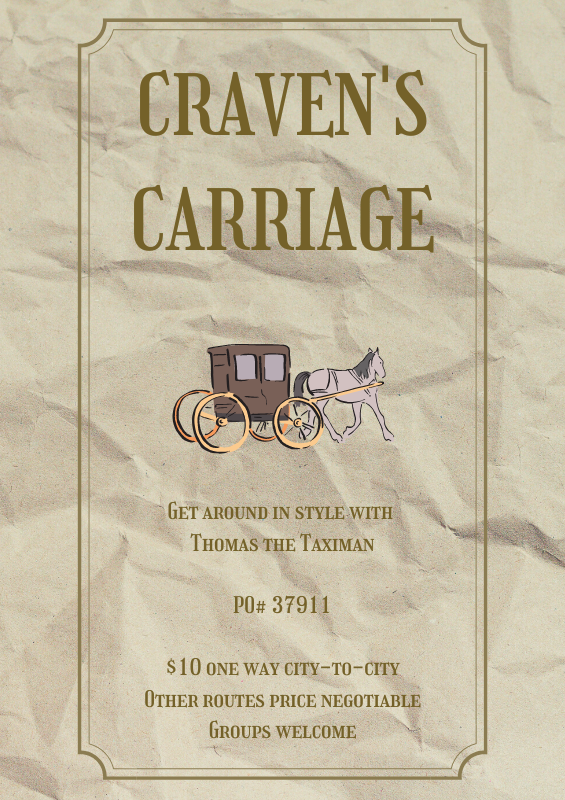 CRAVEN'S
CARRIAGE
Get around in style with
Thomas the Taximan
PO# 37911
$10 one way city-to-city
Other routes price negotiable
Groups welcome